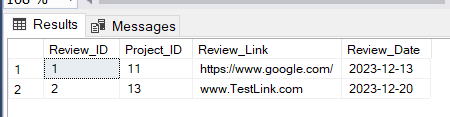 108 %
Results Messages
Review_ID Project_ID Review_Link Review_Date
1 1 11 https://www.google.com/ 2023-12-13
2 2 13 www.TestLink.com 2023-12-20